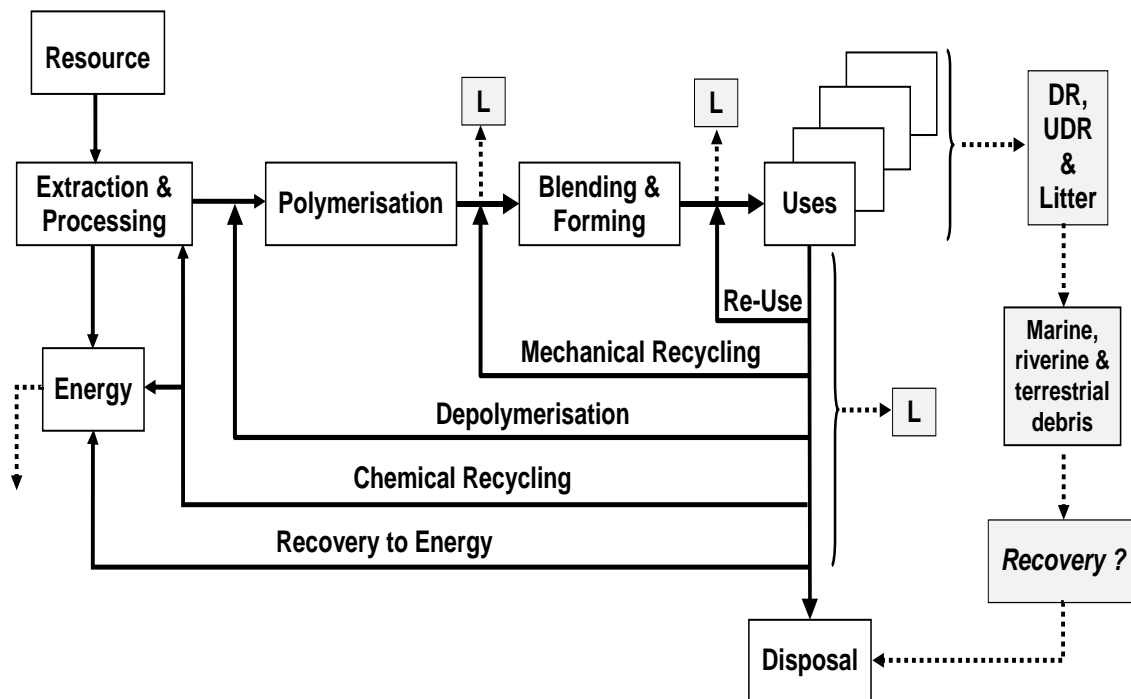 Resource
L
L
DR,
UDR
&
Litter
Extraction &
Processing
Polymerisation
Blending &
Forming
Uses
Re-Use
Marine,
riverine &
terrestrial
debris
Mechanical Recycling
Energy
L
Depolymerisation
Chemical Recycling
Recovery to Energy
Recovery ?
Disposal